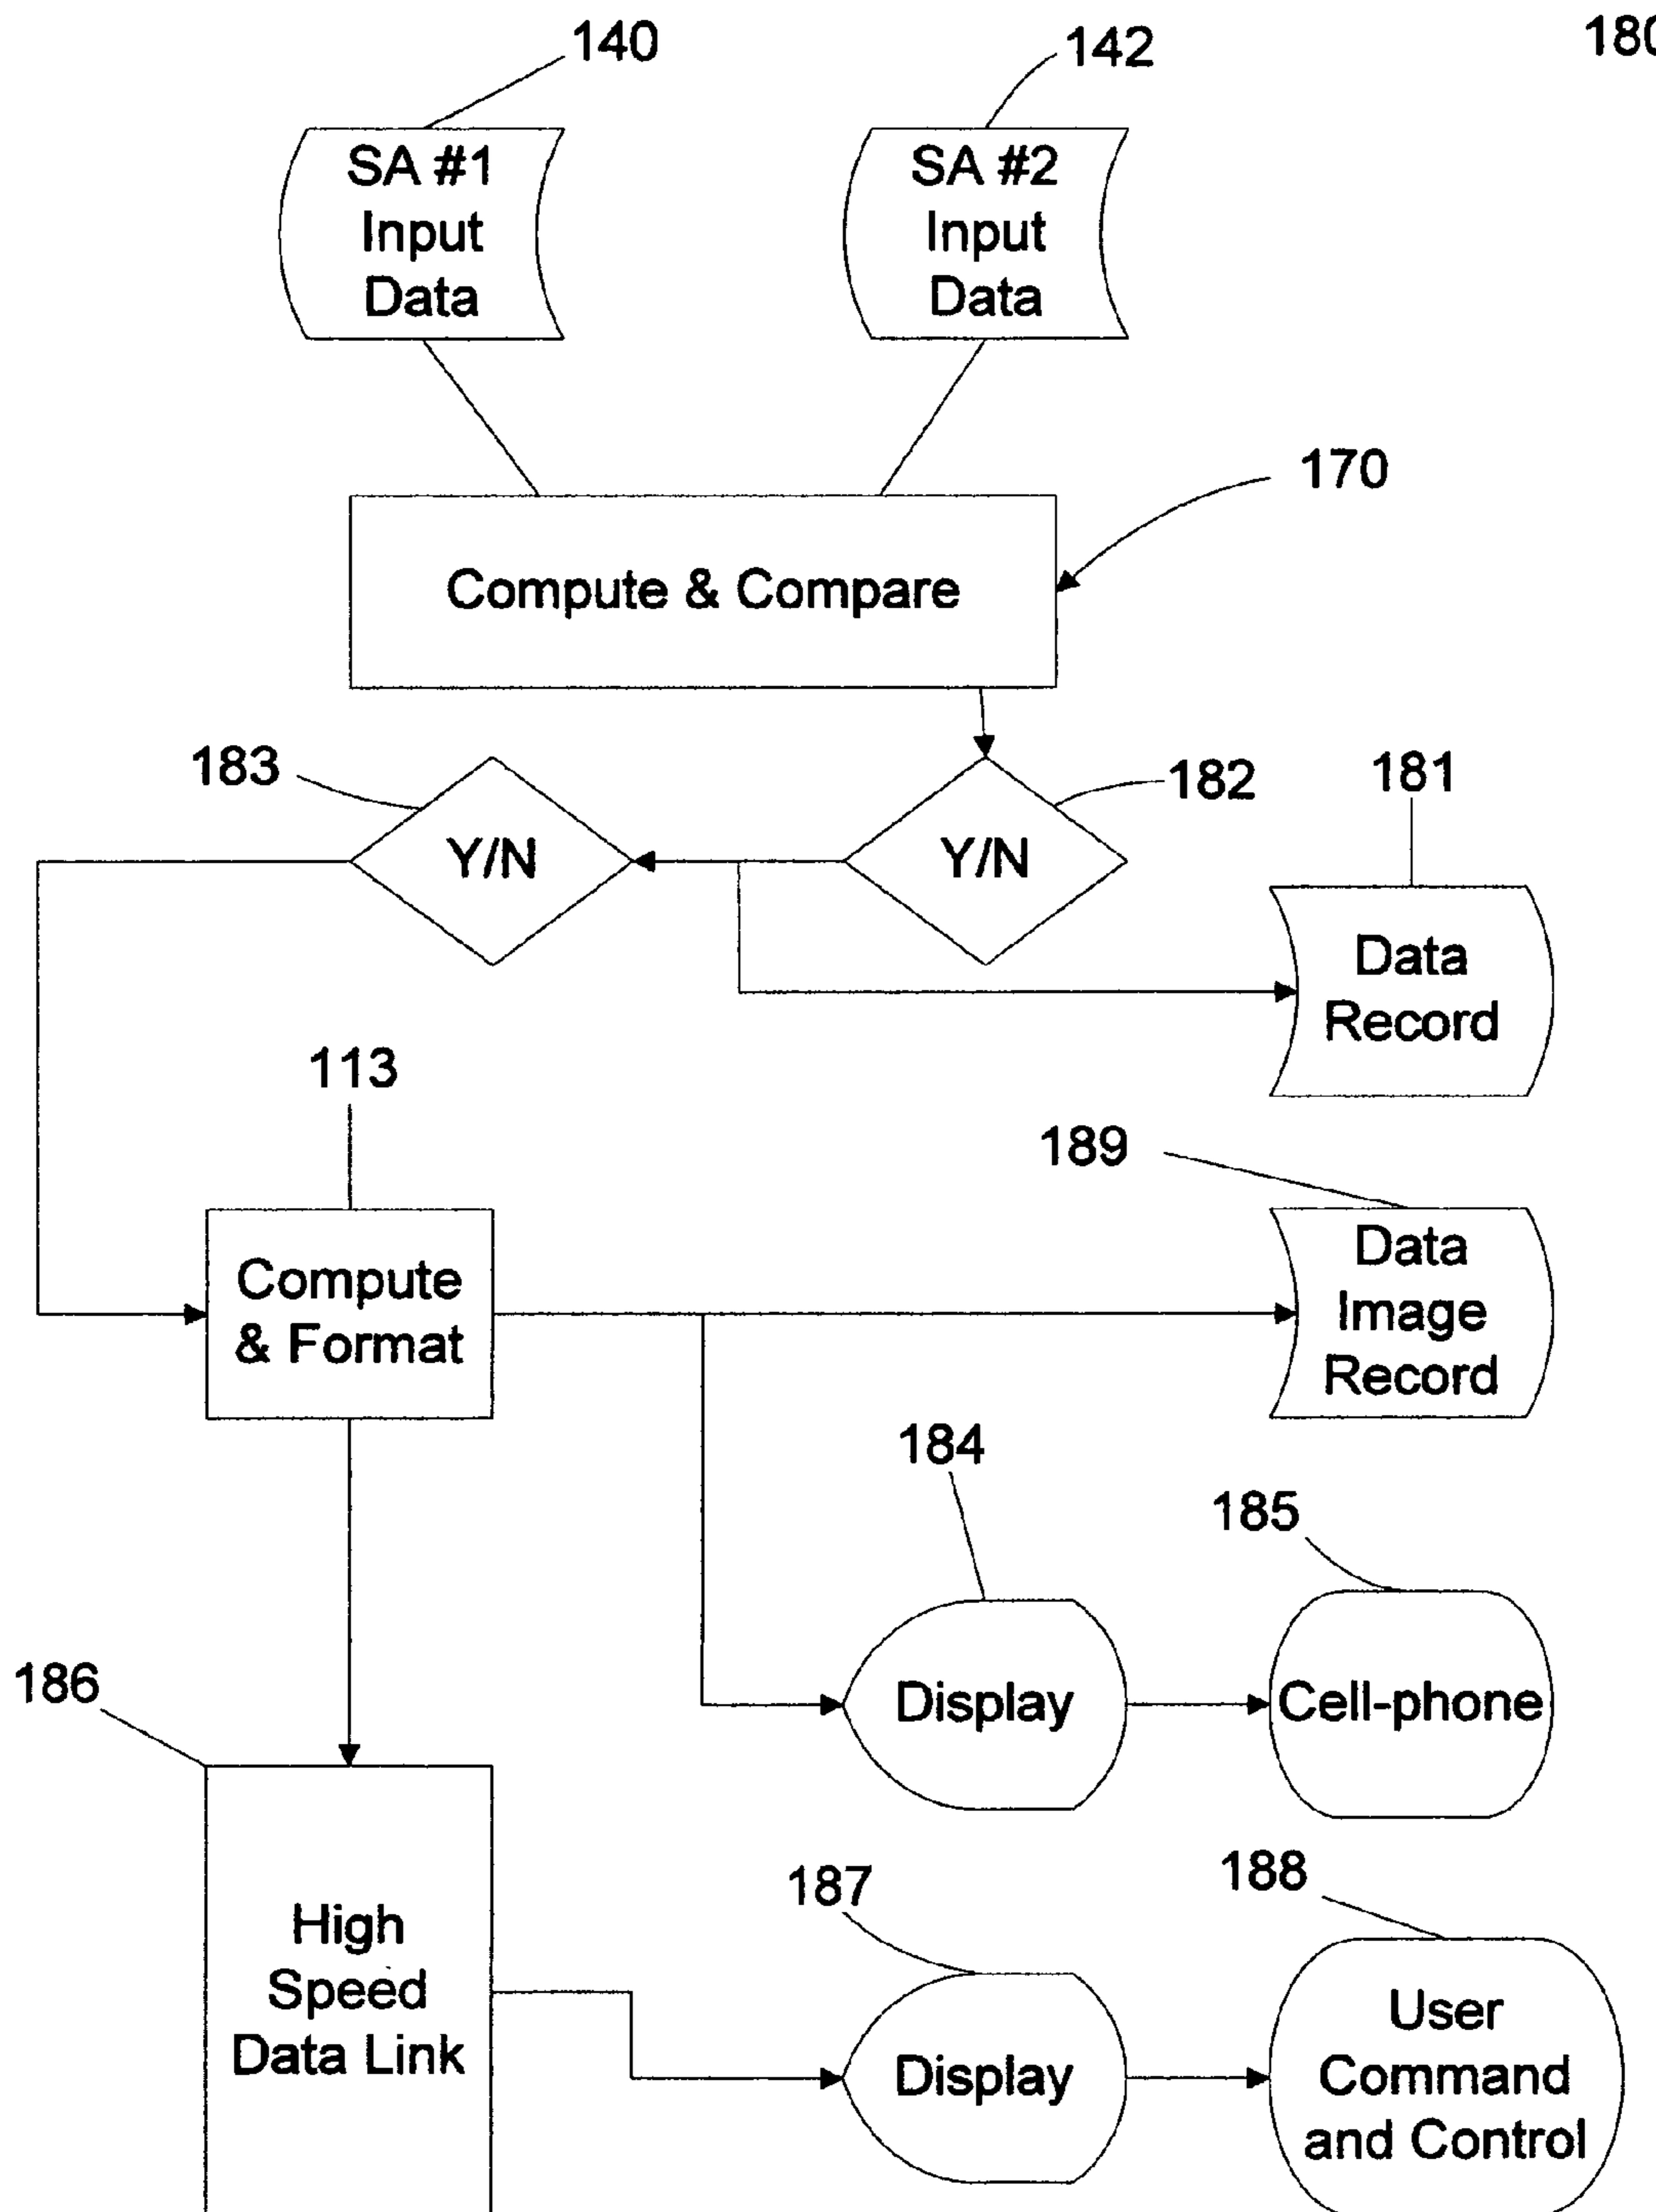 140
142
180
SA #1
Input
Data
SA #2
Input
Data
170
Compute & Compare
183
182
181
Y/N
Y/N
Data
Record
113
189
Compute
& Format
Data
Image
Record
184
185
Display
Cell-phone
186
187
188
High
Speed
Data Link
Display
User
Command
and Control